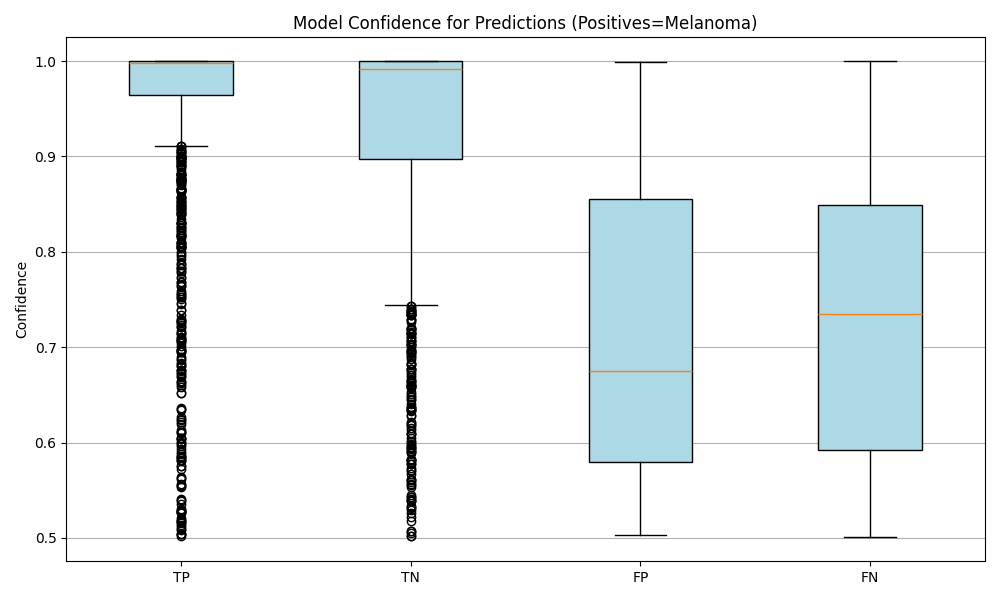 Model Confidence for Predictions (Positives=Melanoma)
1.0
0.9
0.8
0.7
0.6
0.5
Confidence
TP TN FP FN